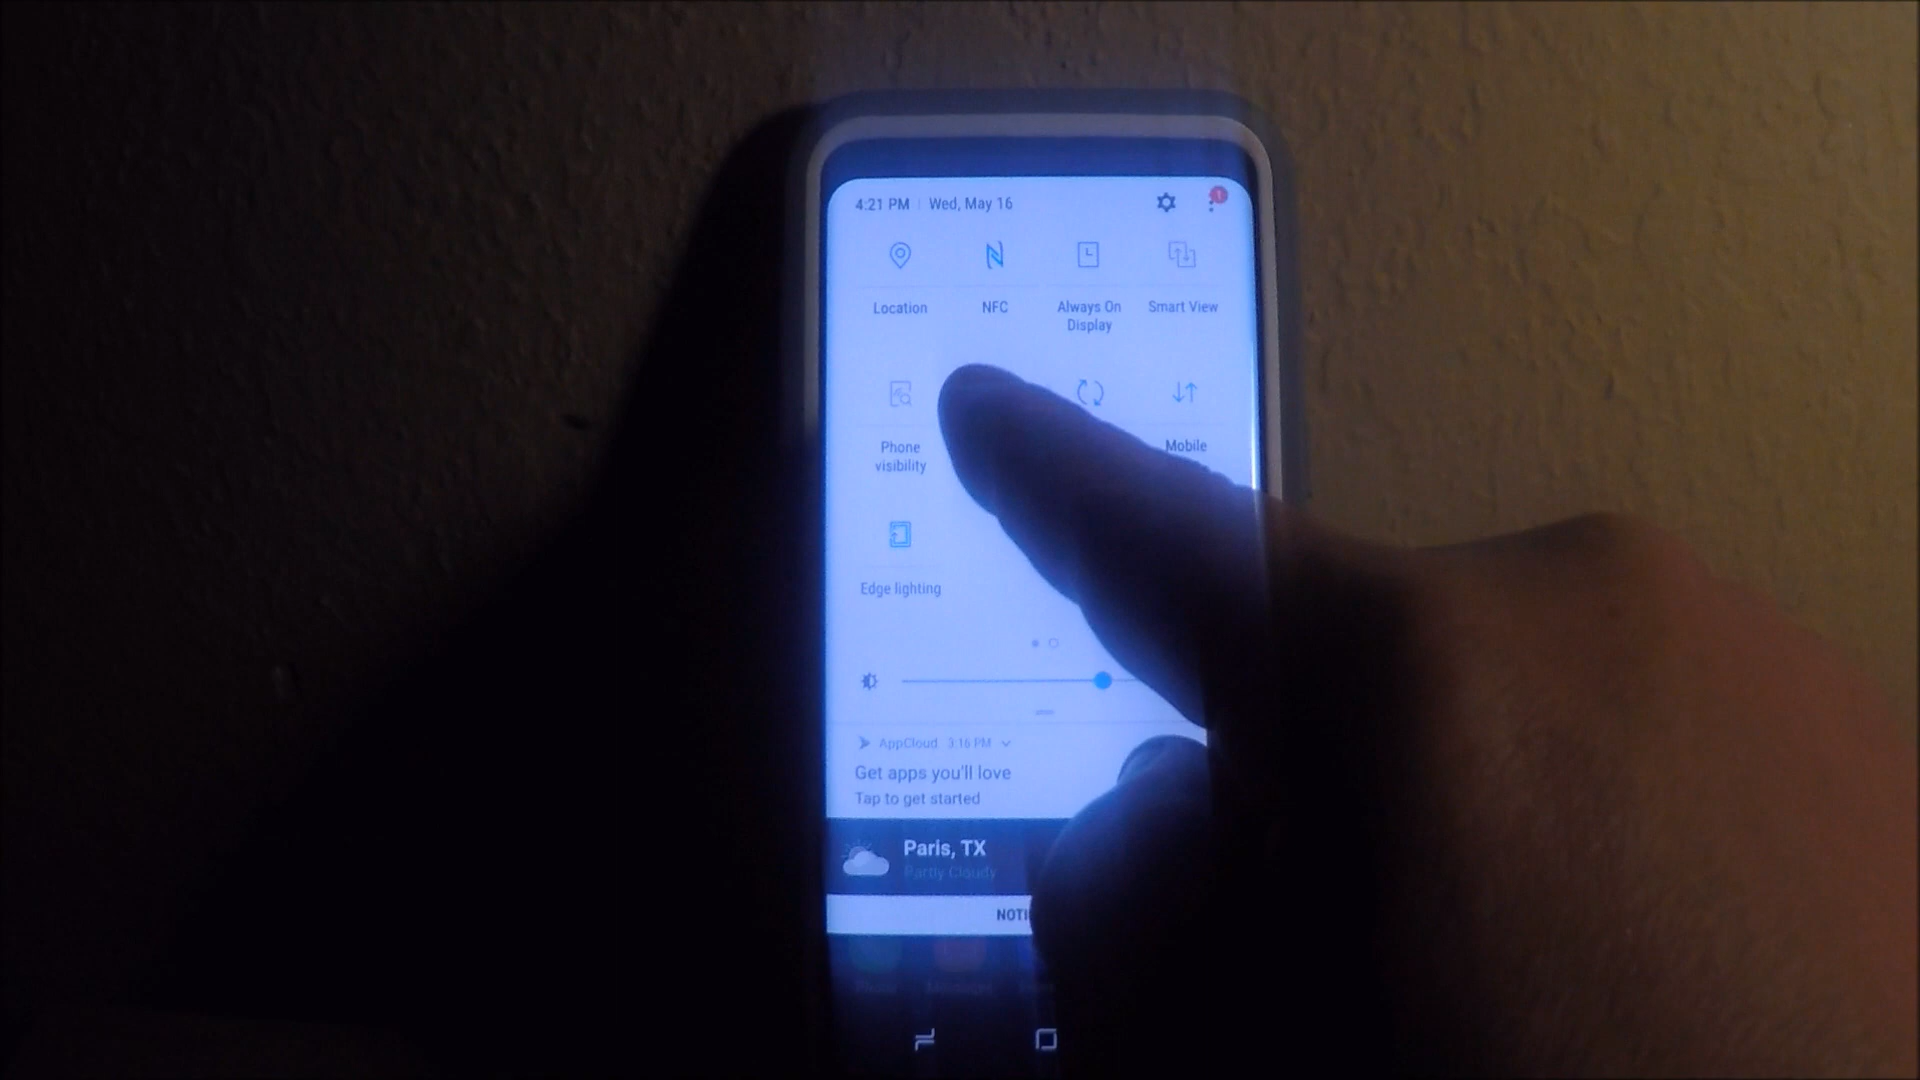 4:21 PM | Wed, May 16
1
Location
NFC
Always On
Display
Smart View
Phone
visibility
Mobile
Edge lighting
AppCloud 3:16 PM
Get apps you'll love
Tap to get started
Paris, TX
Partly Cloudy